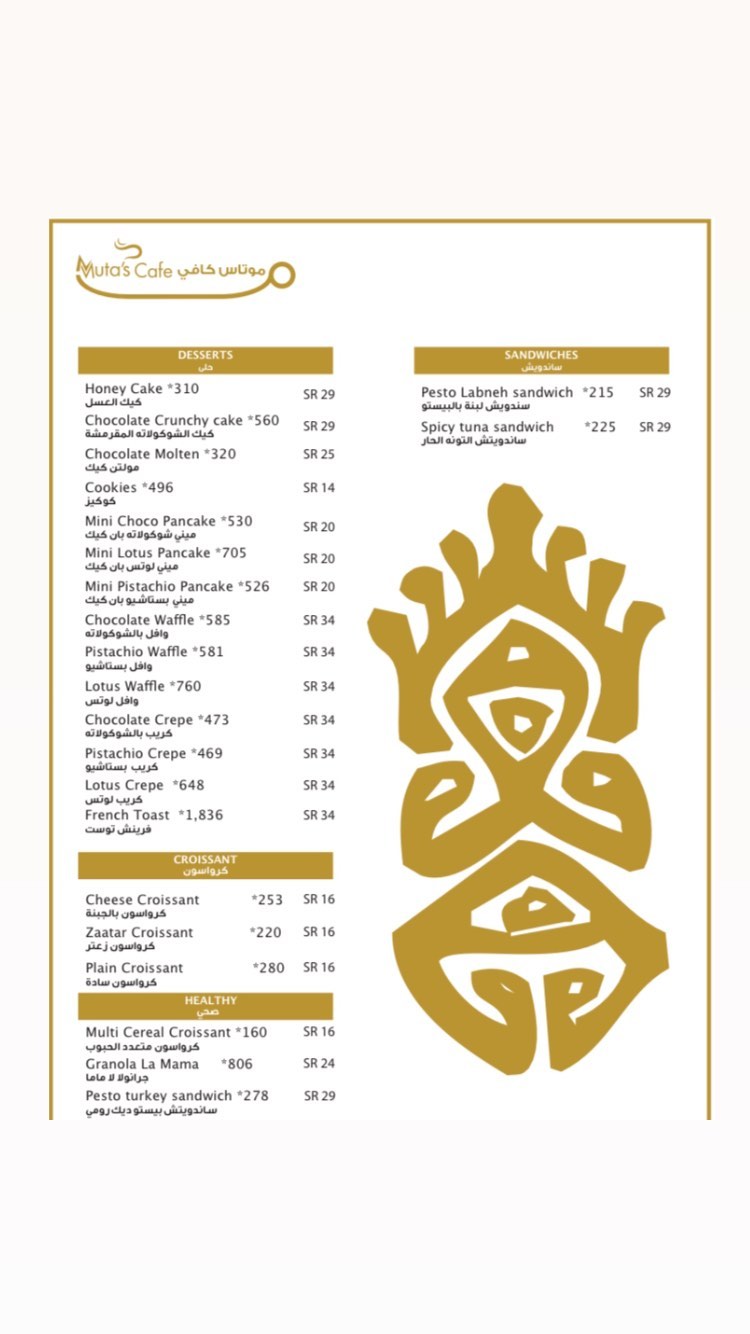 Muta's Cafe موتاس كافي
DESSERTS
حلى
Honey Cake *310 SR 29
كيك العسل
Chocolate Crunchy cake *560 SR 29
كيك الشوكولاته المقرمشة
Chocolate Molten *320 SR 25
مولتن كيك
Cookies *496 SR 14
كوكيز
Mini Choco Pancake *530 SR 20
ميني شوكولاته بان كيك
Mini Lotus Pancake *705 SR 20
ميني لوتس بان كيك
Mini Pistachio Pancake *526 SR 20
ميني بستاشيو بان كيك
Chocolate Waffle *585 SR 34
وافل بالشوكولاته
Pistachio Waffle *581 SR 34
وافل بستاشيو
Lotus Waffle *760 SR 34
وافل لوتس
Chocolate Crepe *473 SR 34
كريب بالشوكولاته
Pistachio Crepe *469 SR 34
كريب بستاشيو
Lotus Crepe *648 SR 34
كريب لوتس
French Toast *1,836 SR 34
فرينش توست
CROISSANT
كرواسون
Cheese Croissant *253 SR 16
كرواسون بالجبنة
Zaatar Croissant *220 SR 16
كرواسون زعتر
Plain Croissant *280 SR 16
كرواسون سادة
HEALTHY
صحي
Multi Cereal Croissant *160 SR 16
كرواسون متعدد الحبوب
Granola La Mama *806 SR 24
جرانولا لا ماما
Pesto turkey sandwich *278 SR 29
ساندويتش بيستو ديك رومي
SANDWICHES
ساندويش
Pesto Labneh sandwich *215 SR 29
سندويش لبنة بالبيستو
Spicy tuna sandwich *225 SR 29
ساندويتش التونه الحار